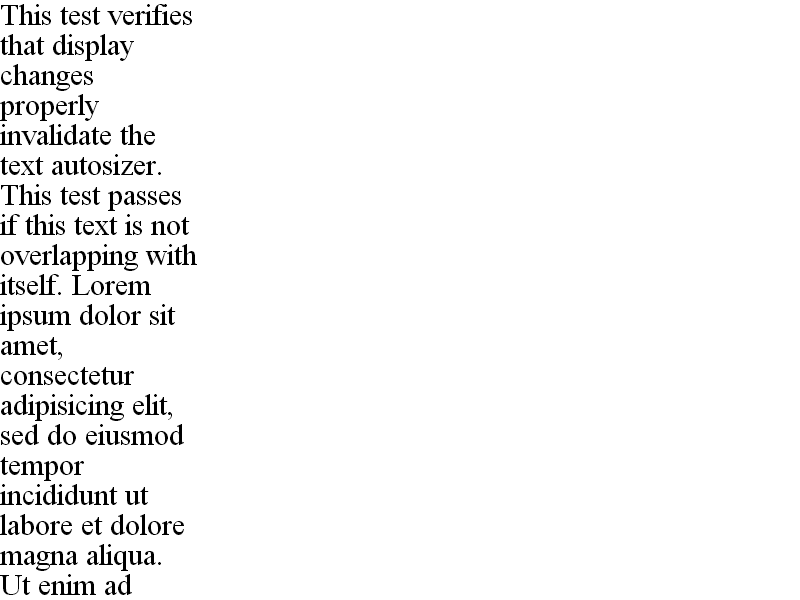 This test verifies
that display
changes
properly
invalidate the
text autosizer.
This test passes
if this text is not
overlapping with
itself. Lorem
ipsum dolor sit
amet,
consectetur
adipisicing elit,
sed do eiusmod
tempor
incididunt ut
labore et dolore
magna aliqua.
Ut enim ad